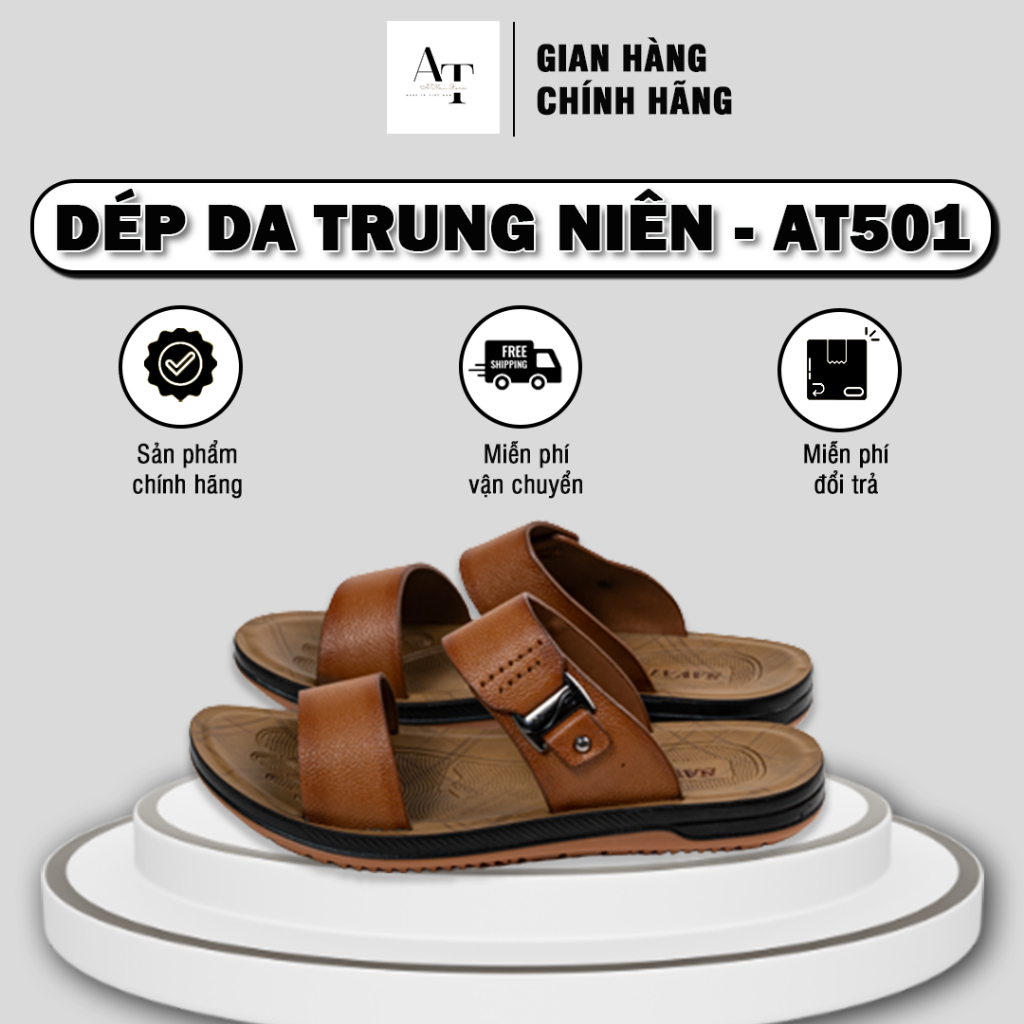 AT
GIAN HÀNG
CHÍNH HÃNG
DÉP DA TRUNG NIÊN - AT501
FREE
SHIPPING
Sản phẩm
chính hãng
Miễn phí
vận chuyển
Miễn phí
đổi trả